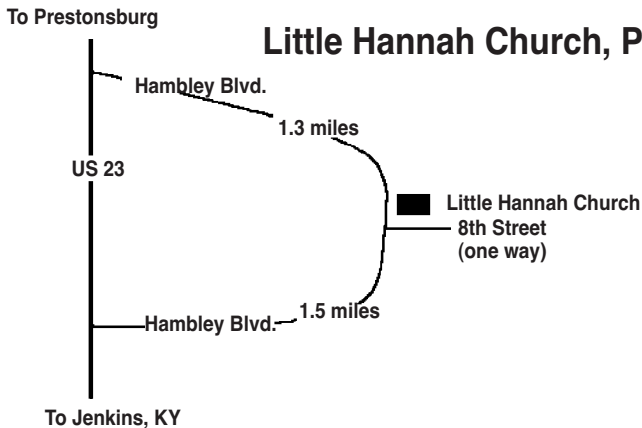 To Prestonsburg
Little Hannah Church, P
Hambley Blvd.
1.3 miles
US 23
Little Hannah Church
8th Street
(one way)
1.5 miles
Hambley Blvd.
To Jenkins, KY